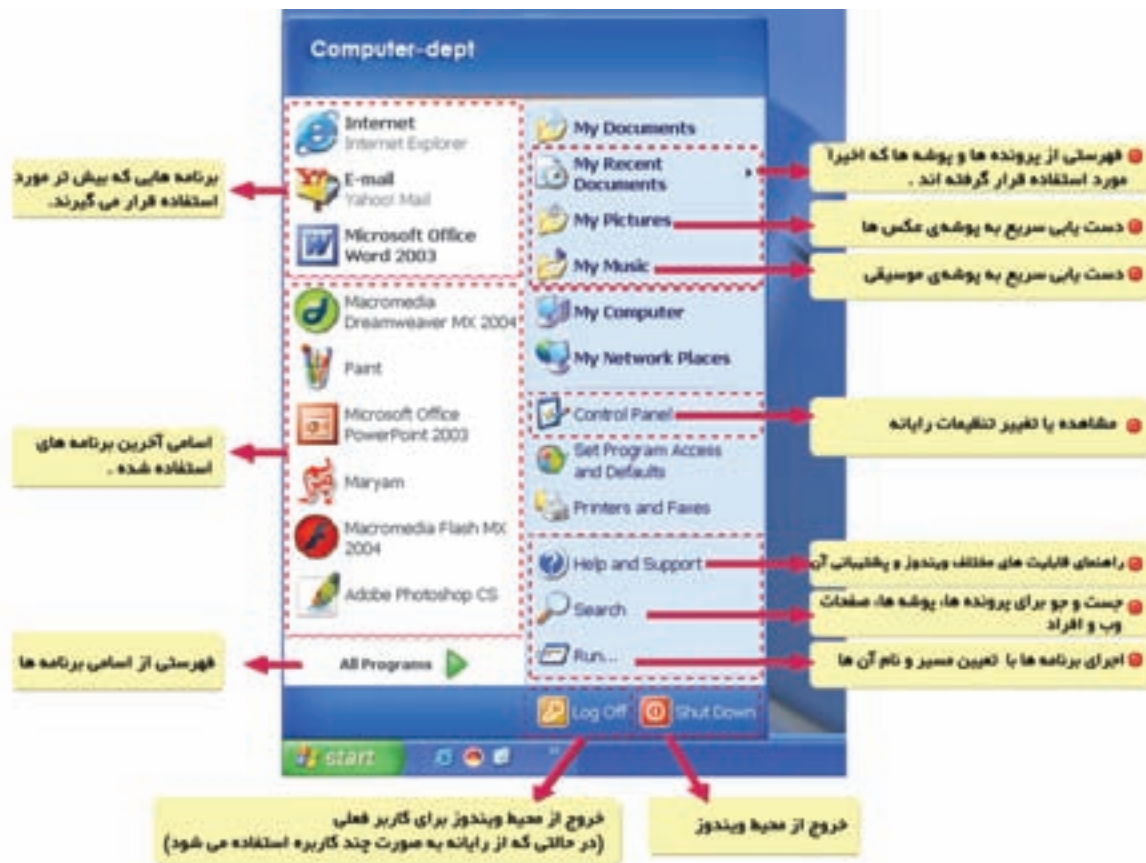 Computer-dept
Internet
Internet Explorer
E-mail
Yahoo! Mail
Microsoft Office
Word 2003
Macromedia
Dreamweaver MX 2004
Paint
Microsoft Office
PowerPoint 2003
Maryam
Macromedia Flash MX
2004
Adobe Photoshop CS
All Programs
My Documents
My Recent
Documents
My Pictures
My Music
My Computer
My Network Places
Control Panel
Set Program Access
and Defaults
Printers and Faxes
Help and Support
Search
Run...
Log Off
Shut Down
start
فهرستی از پرونده ها و پوشه ها که اخیرا
مورد استفاده قرار گرفته اند .
دست یابی سریع به پوشه‌ی عکس ها
دست یابی سریع به پوشه‌ی موسیقی
مشاهده یا تغییر تنظیمات رایانه
راهنمای قابلیت های مختلف ویندوز و پشتیبانی آن
جست و جو برای پرونده ها، پوشه ها، صفحات
وب و افراد
اجرای برنامه ها با تعیین مسیر و نام آن ها
برنامه هایی که بیش تر مورد
استفاده قرار می گیرند.
اسامی آخرین برنامه های
استفاده شده .
فهرستی از اسامی برنامه ها
خروج از محیط ویندوز برای کاربر فعلی
(در حالتی که از رایانه به صورت چند کاربره استفاده می شود)
خروج از محیط ویندوز